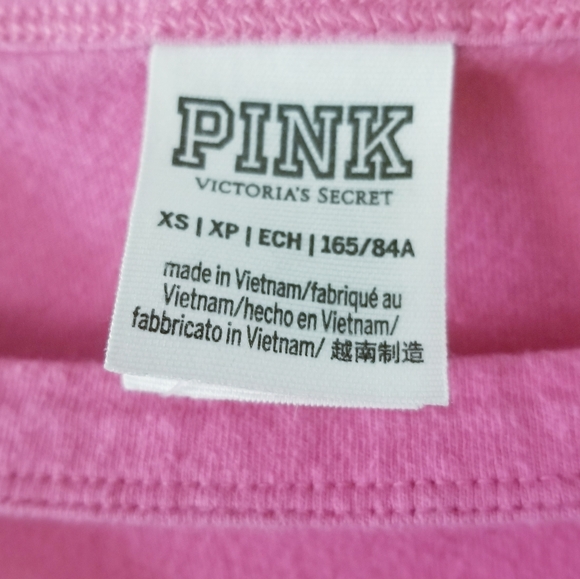 PINK
VICTORIA'S SECRET
XS | XP | ECH | 165/84A
made in Vietnam/fabriqué au
Vietnam/hecho en Vietnam/
fabbricato in Vietnam/ 越南制造